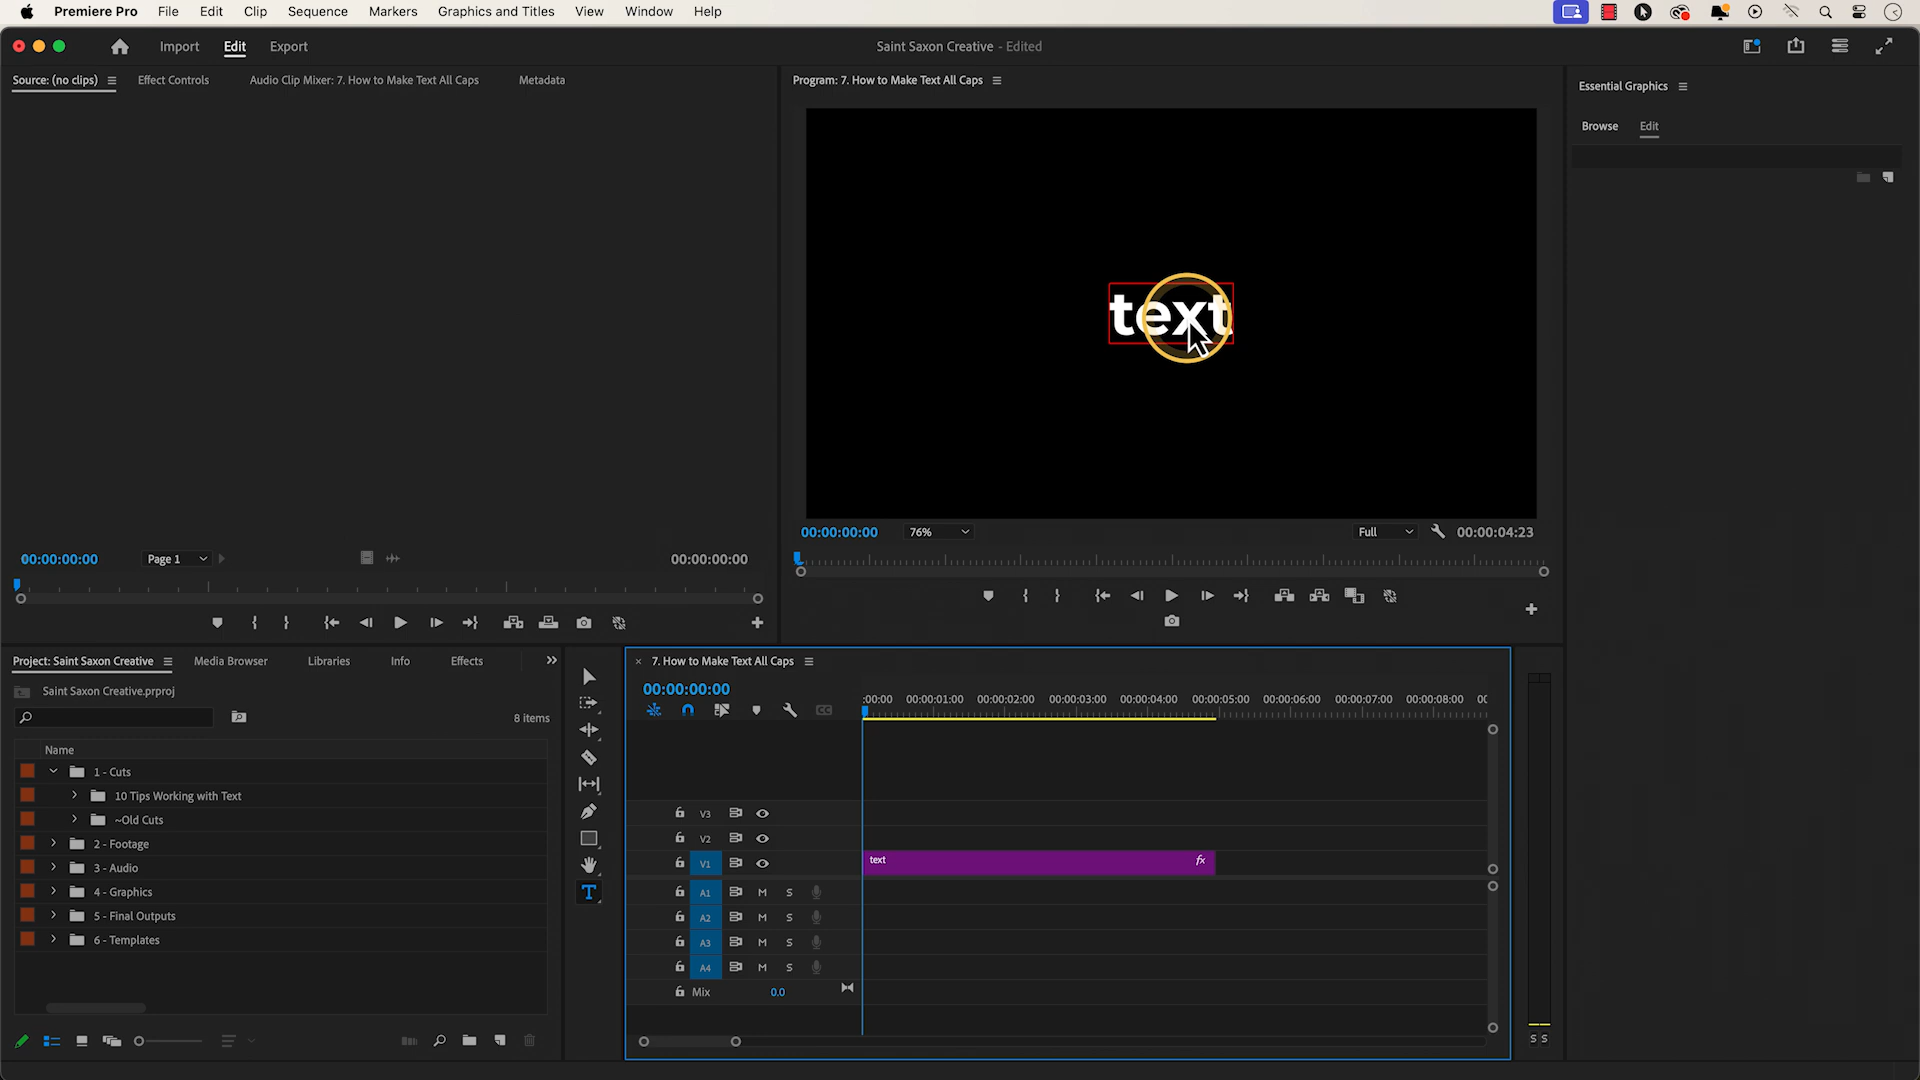 Premiere Pro File Edit Clip Sequence Markers Graphics and Titles View Window Help
Import Edit Export Saint Saxon Creative - Edited
Source: (no clips) Effect Controls Audio Clip Mixer: 7. How to Make Text All Caps Metadata
Program: 7. How to Make Text All Caps
Essential Graphics
Browse Edit
text
00:00:00:00 76% Full 00:00:04:23
00:00:00:00 Page 1 00:00:00:00
Project: Saint Saxon Creative Media Browser Libraries Info Effects
Saint Saxon Creative.prproj
8 items
Name
1 - Cuts
10 Tips Working with Text
~Old Cuts
2 - Footage
3 - Audio
4 - Graphics
5 - Final Outputs
6 - Templates
T
7. How to Make Text All Caps
00:00:00:00
:00:00 00:00:01:00 00:00:02:00 00:00:03:00 00:00:04:00 00:00:05:00 00:00:06:00 00:00:07:00 00:00:08:00
CC
V3
V2
V1 text fx
A1 M S
A2 M S
A3 M S
A4 M S
Mix 0.0
S S